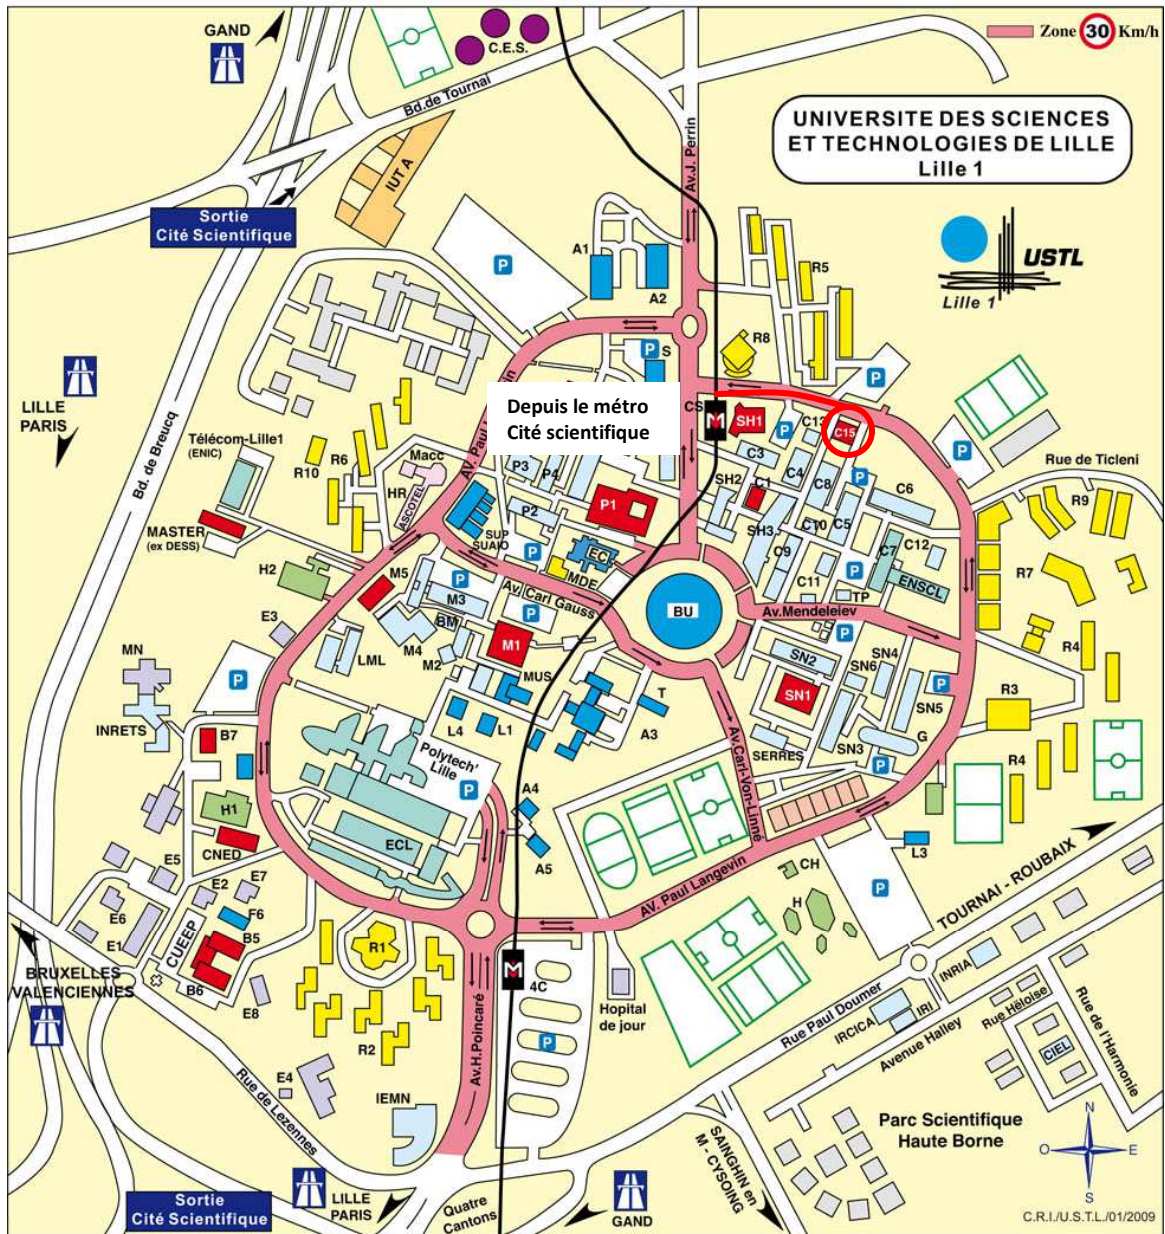 GAND
C.E.S.
Zone 30 Km/h
Bd.de Tournai
UNIVERSITE DES SCIENCES
ET TECHNOLOGIES DE LILLE
Lille 1
IUT A
Av.J. Perrin
Sortie
Cité Scientifique
USTL
Lille 1
P
A1
A2
R5
R8
P
S
P
LILLE
PARIS
Bd. de Breucq
Depuis le métro
Cité scientifique
CS
M
SH1
P
C13
C15
P
Rue de Ticleni
Télécom-Lille1
(ENIC)
R10
R6
Macc
HR
ASCOTEL
AV. Paul
P3
P4
P2
P1
C3
C4
C8
P
C6
SH2
C1
R9
MASTER
(ex DESS)
SUP
SUAIO
P
EC
MDE
SH3
C10
C5
C9
C7
C12
C11
P
ENSCL
TP
R7
H2
M5
P
M3
Av. Carl Gauss
P
BU
Av.Mendeleiev
P
E3
BM
M4
M2
M1
LML
MUS
SN2
SN6
SN4
R4
MN
P
SN1
P
SN5
R3
INRETS
L4
L1
T
A3
SERRES
SN3
G
P
B7
Polytech'
Lille
P
Av.Carl-Von-Linné
R4
H1
A4
CNED
ECL
A5
L3
E5
E7
E2
F6
E6
E1
CUEEP
B5
B6
E8
AV. Paul Langevin
CH
H
P
TOURNAI - ROUBAIX
R1
BRUXELLES
VALENCIENNES
M
4C
Hopital
de jour
INRIA
IRI
IRCICA
Rue Paul Doumer
Rue Héloïse
Rue de l'Harmonie
Avenue Halley
CIEL
R2
P
Av.H.Poincaré
E4
IEMN
Rue de Lezennes
Parc Scientifique
Haute Borne
N
O
E
S
SAINGHIN en
M - CYSOING
Sortie
Cité Scientifique
LILLE
PARIS
Quatre
Cantons
GAND
C.R.I./U.S.T.L./01/2009